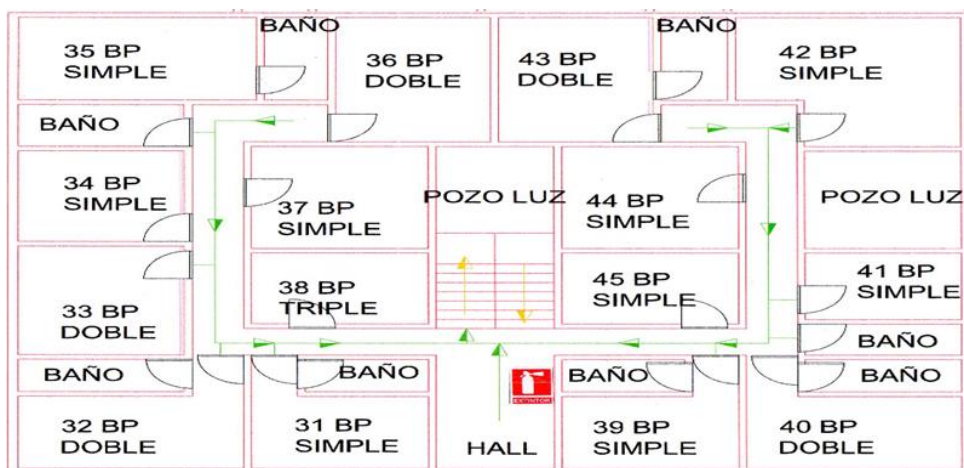 BAÑO
BAÑO
35 BP
SIMPLE
36 BP
DOBLE
43 BP
DOBLE
42 BP
SIMPLE
BAÑO
34 BP
SIMPLE
37 BP
SIMPLE
POZO LUZ
44 BP
SIMPLE
POZO LUZ
33 BP
DOBLE
38 BP
TRIPLE
45 BP
SIMPLE
41 BP
SIMPLE
BAÑO
BAÑO
BAÑO
BAÑO
BAÑO
EXTINTOR
32 BP
DOBLE
31 BP
SIMPLE
HALL
39 BP
SIMPLE
40 BP
DOBLE